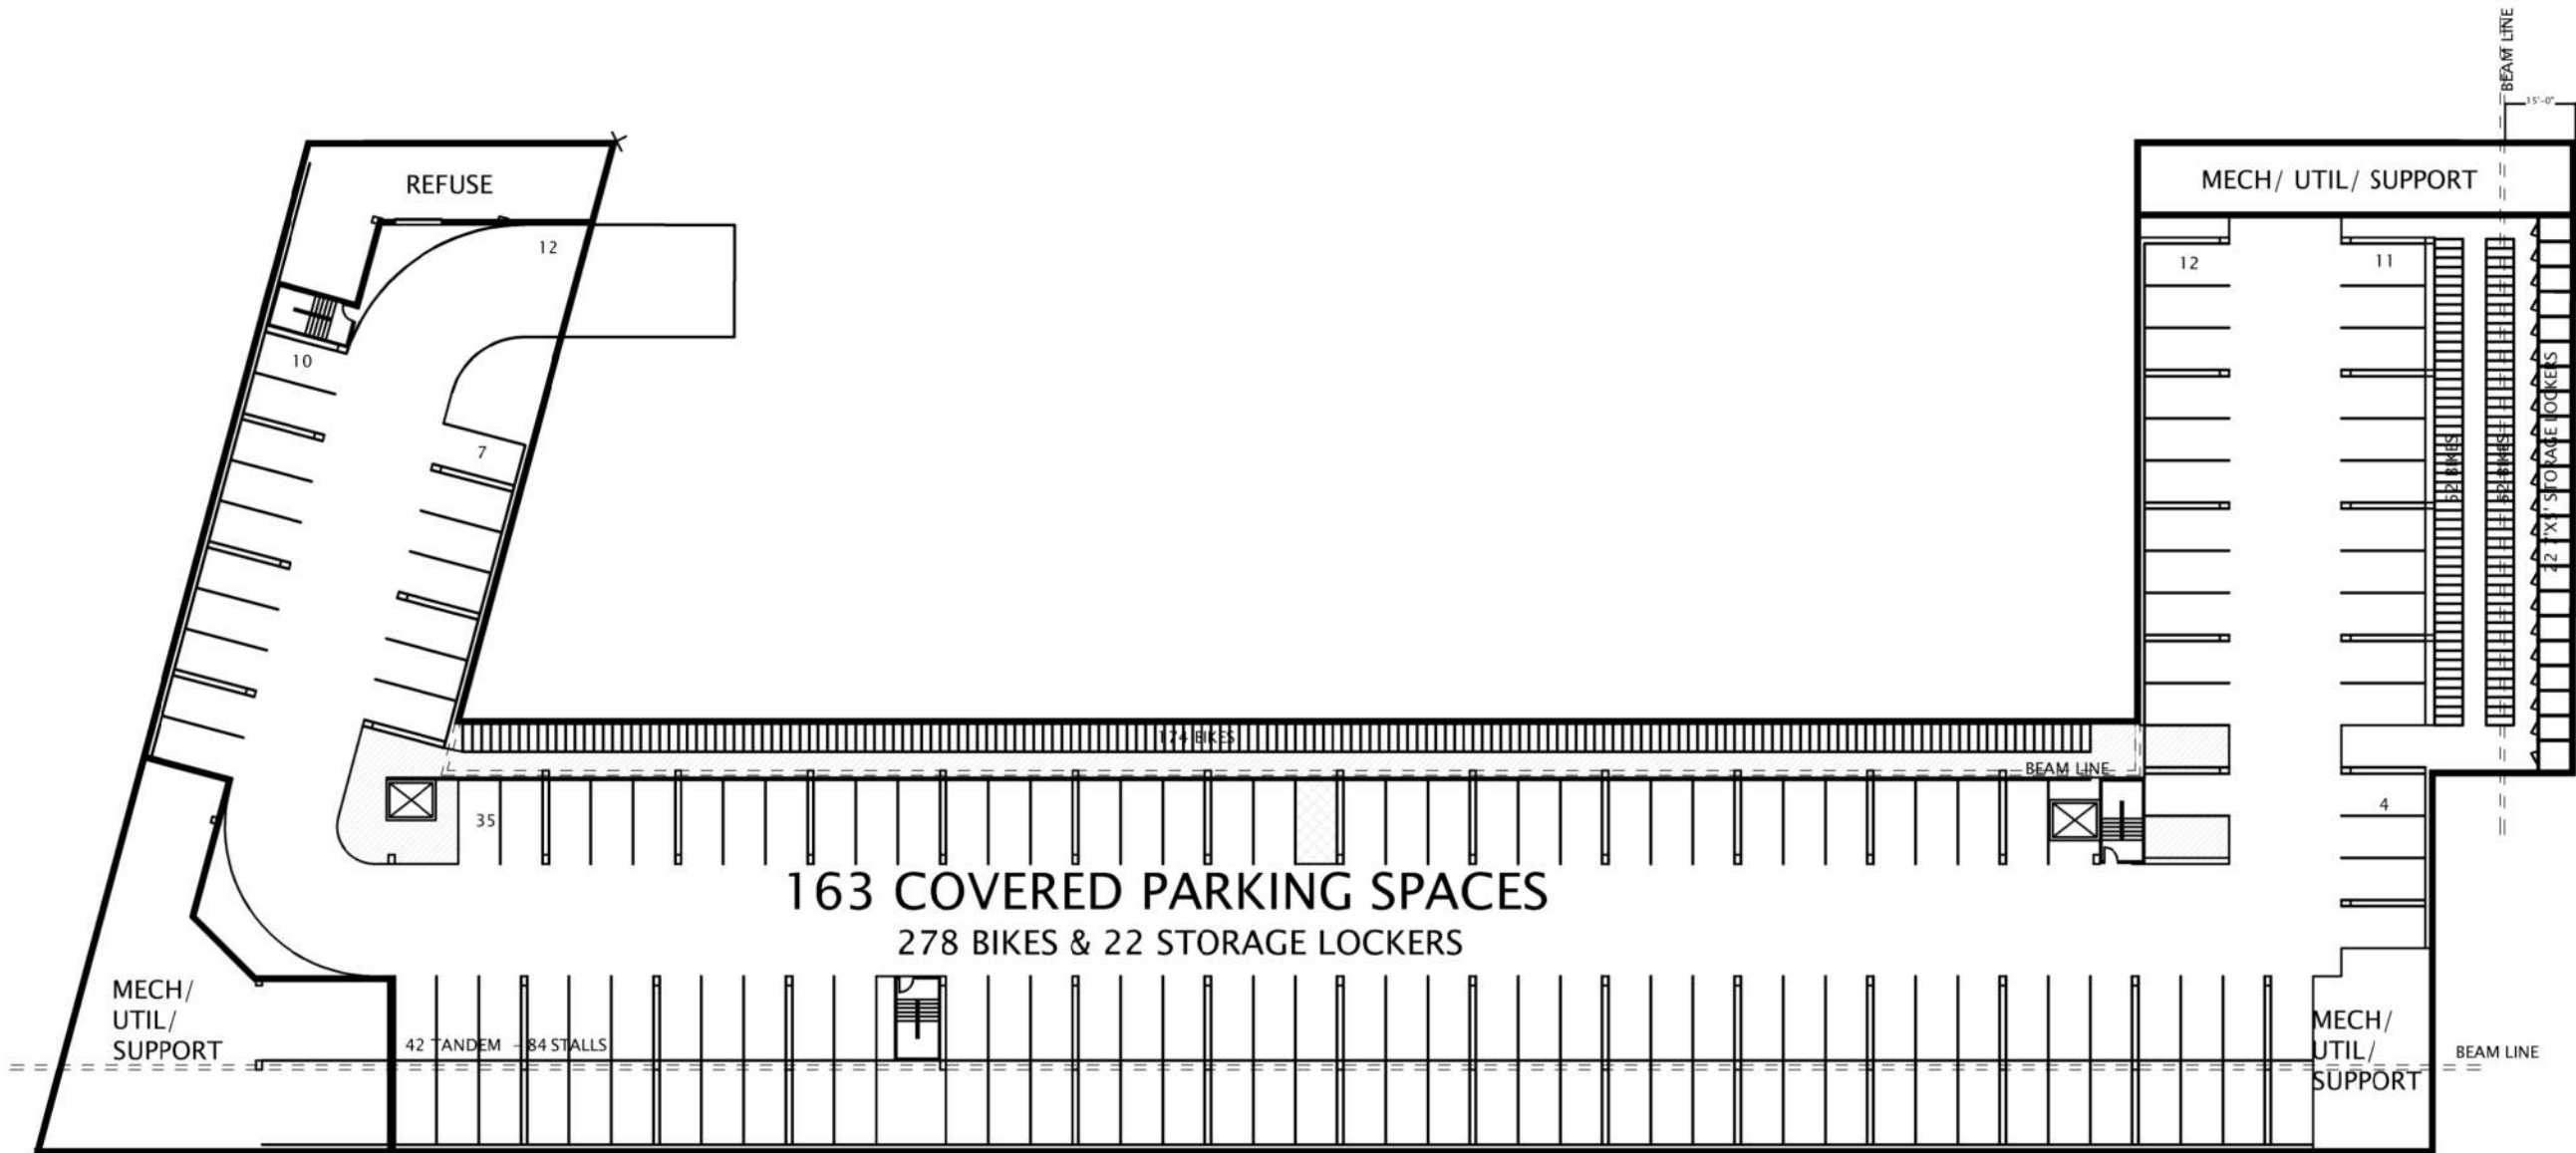 BEAM LINE
15'-0"
REFUSE
MECH/ UTIL/ SUPPORT
12
12
11
10
7
52 BIKES
52 BIKES
22 7'X5' STORAGE LOCKERS
174 BIKES
BEAM LINE
35
4
163 COVERED PARKING SPACES
278 BIKES & 22 STORAGE LOCKERS
MECH/
UTIL/
SUPPORT
42 TANDEM - 84 STALLS
MECH/
UTIL/
SUPPORT
BEAM LINE